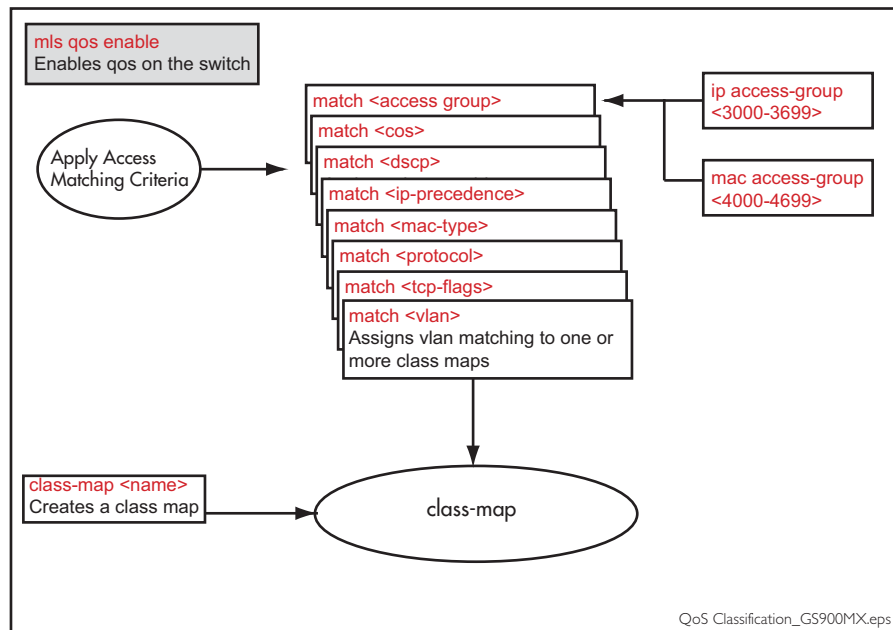 mls qos enable
Enables qos on the switch
match <access group>
ip access-group
<3000-3699>
match <cos>
Apply Access
Matching Criteria
match <dscp>
mac access-group
<4000-4699>
match <ip-precedence>
match <mac-type>
match <protocol>
match <tcp-flags>
match <vlan>
Assigns vlan matching to one or
more class maps
class-map <name>
Creates a class map
class-map
QoS Classification_GS900MX.eps